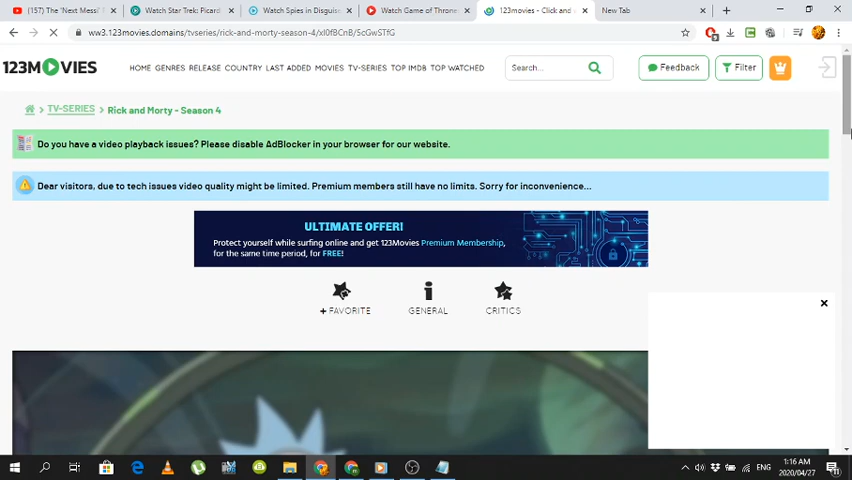 (157) The 'Next Messi'
Watch Star Trek: Picard
Watch Spies in Disguise
Watch Game of Throne
123movies - Click and
New Tab
ww3.123movies.domains/tvseries/rick-and-morty-season-4/
123MOVIES
HOME GENRES RELEASE COUNTRY LAST ADDED MOVIES TV-SERIES TOP IMDB TOP WATCHED
Search...
Feedback
Filter
TV-SERIES > Rick and Morty - Season 4
Do you have a video playback issues? Please disable AdBlocker in your browser for our website.
Dear visitors, due to tech issues video quality might be limited. Premium members still have no limits. Sorry for inconvenience...
ULTIMATE OFFER!
Protect yourself while surfing online and get 123Movies Premium Membership,
for the same time period, for FREE!
+ FAVORITE
GENERAL
CRITICS
ENG
1:16 AM
2020/04/27